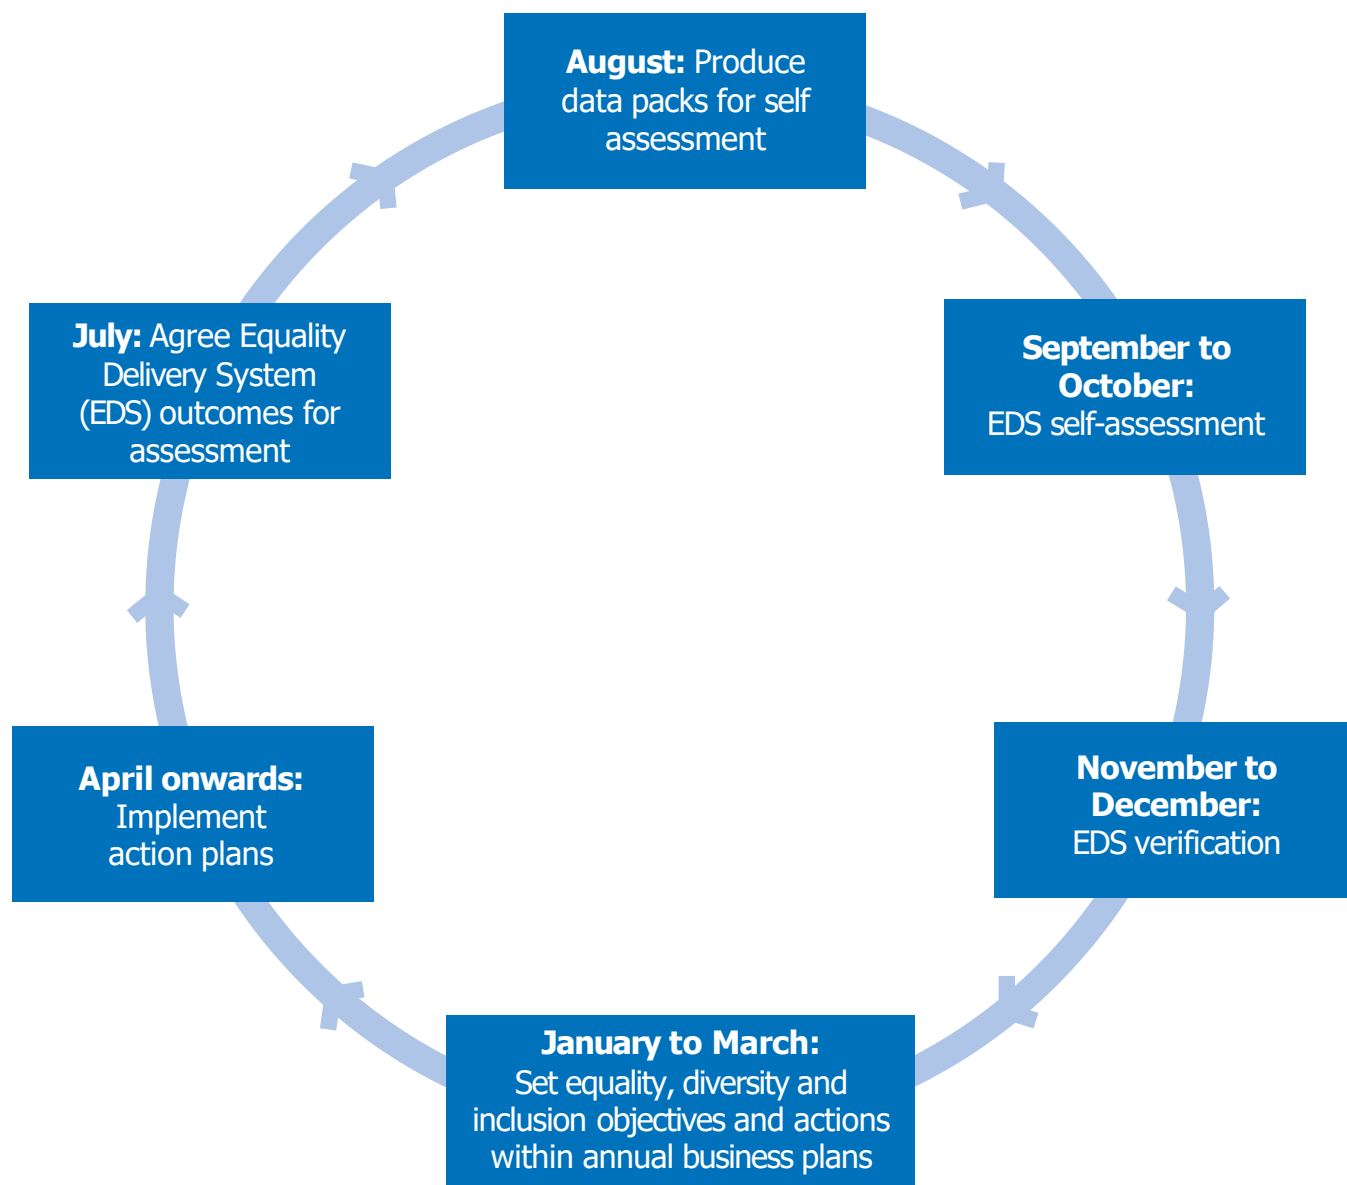 August: Produce
data packs for self
assessment
September to
October:
EDS self-assessment
November to
December:
EDS verification
January to March:
Set equality, diversity and
inclusion objectives and actions
within annual business plans
April onwards:
Implement
action plans
July: Agree Equality
Delivery System
(EDS) outcomes for
assessment